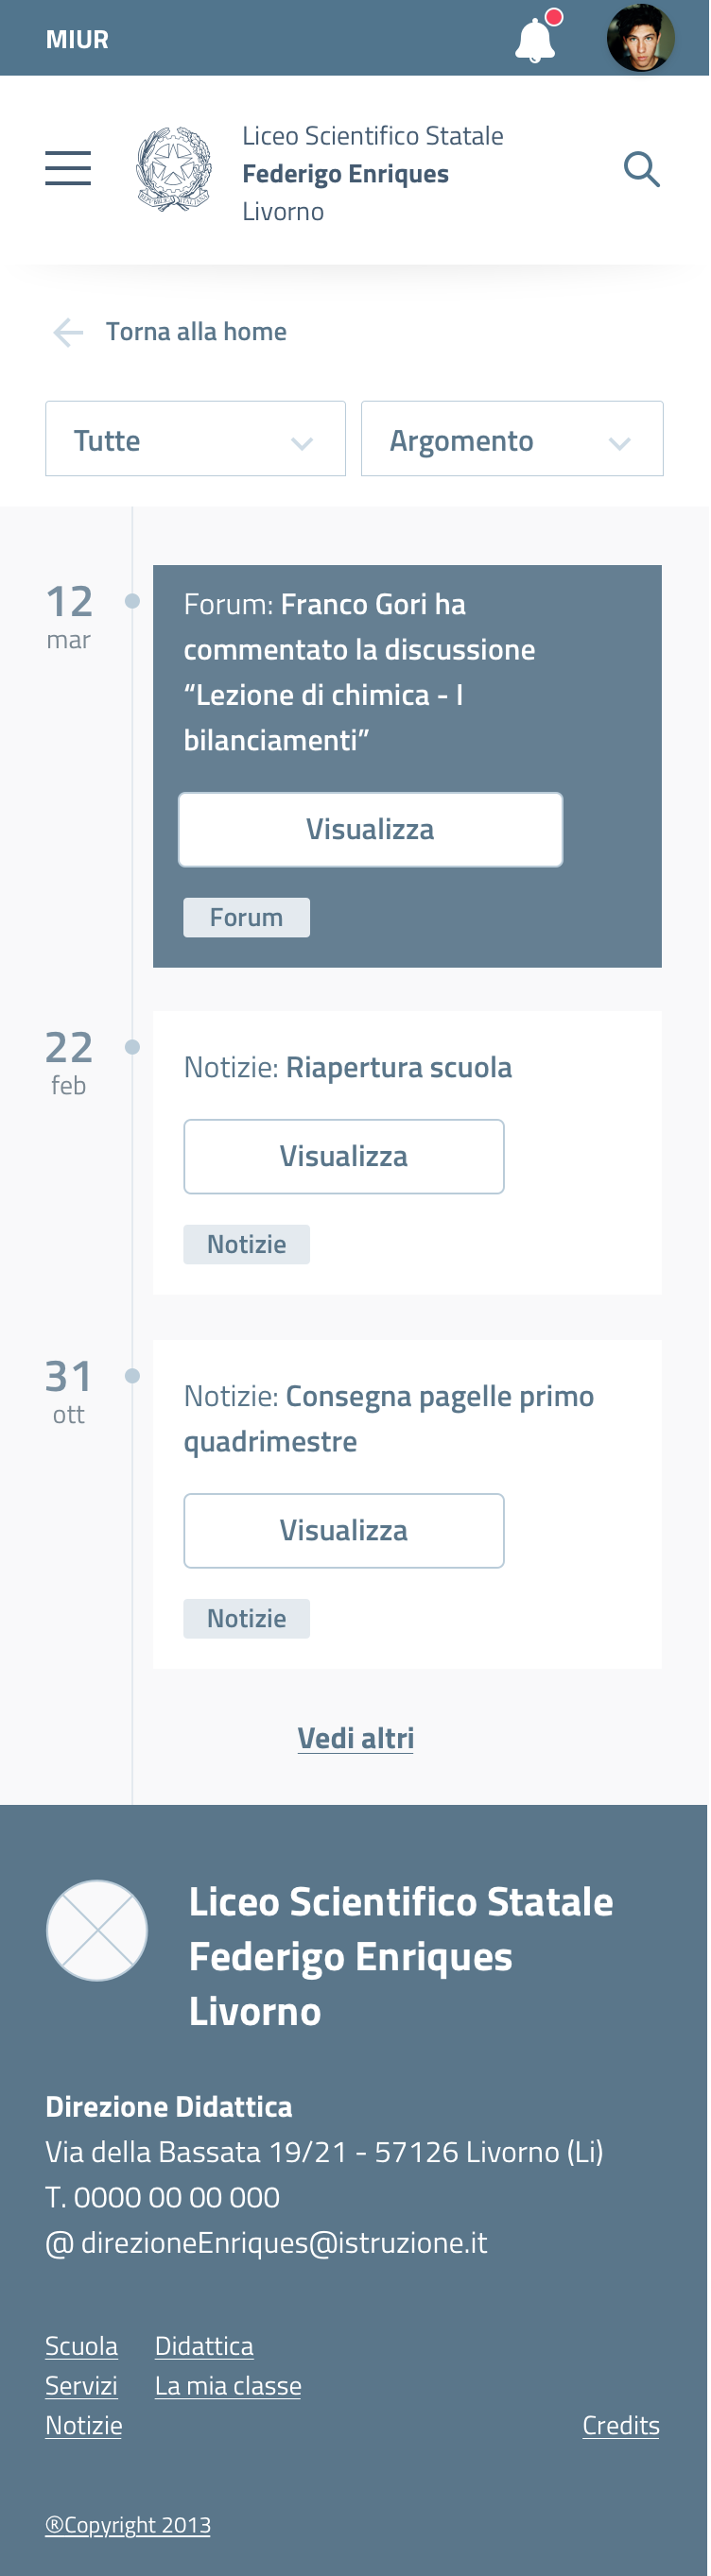 MIUR
Liceo Scientifico Statale
Federigo Enriques
Livorno
REPVBBLICA ITALIANA
Torna alla home
Tutte
Argomento
12
mar
Forum: Franco Gori ha
commentato la discussione
“Lezione di chimica - I
bilanciamenti”
Visualizza
Forum
22
feb
Notizie: Riapertura scuola
Visualizza
Notizie
31
ott
Notizie: Consegna pagelle primo
quadrimestre
Visualizza
Notizie
Vedi altri
Liceo Scientifico Statale
Federigo Enriques
Livorno
Direzione Didattica
Via della Bassata 19/21 - 57126 Livorno (Li)
T. 0000 00 00 000
@ direzioneEnriques@istruzione.it
Scuola Didattica
Servizi La mia classe
Notizie Credits
®Copyright 2013